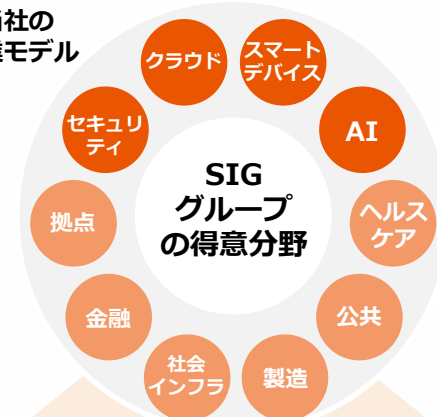 社の
業モデル
クラウド
スマート
デバイス
セキュリ
ティ
AI
SIG
グループ
の得意分野
拠点
ヘルス
ケア
金融
公共
社会
インフラ
製造